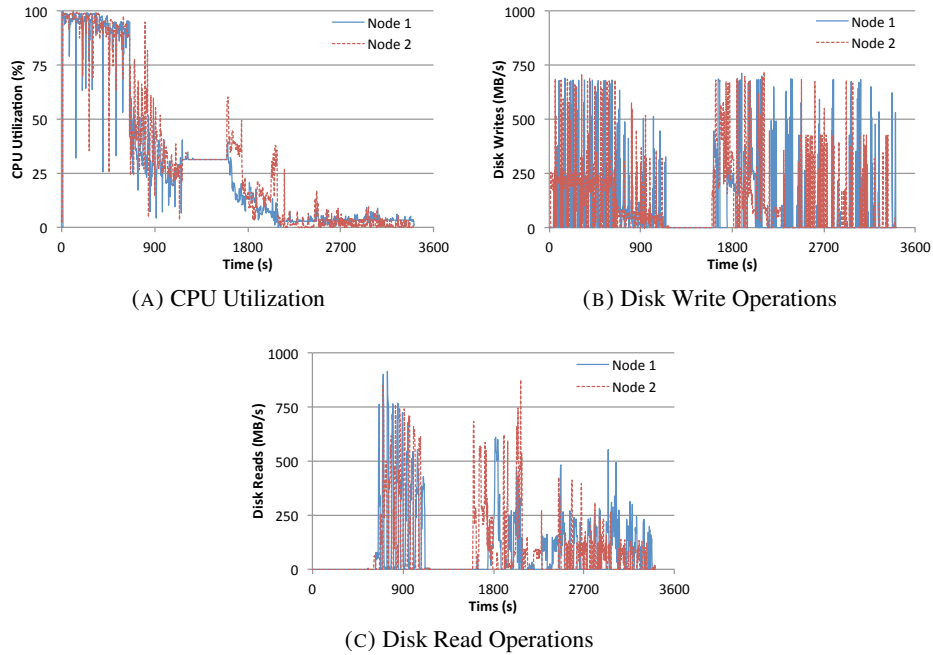 100
75
50
25
0
CPU Utilization (%)
Node 1
Node 2
0 900 1800 2700 3600
Time (s)
(A) CPU Utilization
1000
750
500
250
0
Disk Writes (MB/s)
Node 1
Node 2
0 900 1800 2700 3600
Time (s)
(B) Disk Write Operations
1000
750
500
250
0
Disk Reads (MB/s)
Node 1
Node 2
0 900 1800 2700 3600
Tims (s)
(C) Disk Read Operations